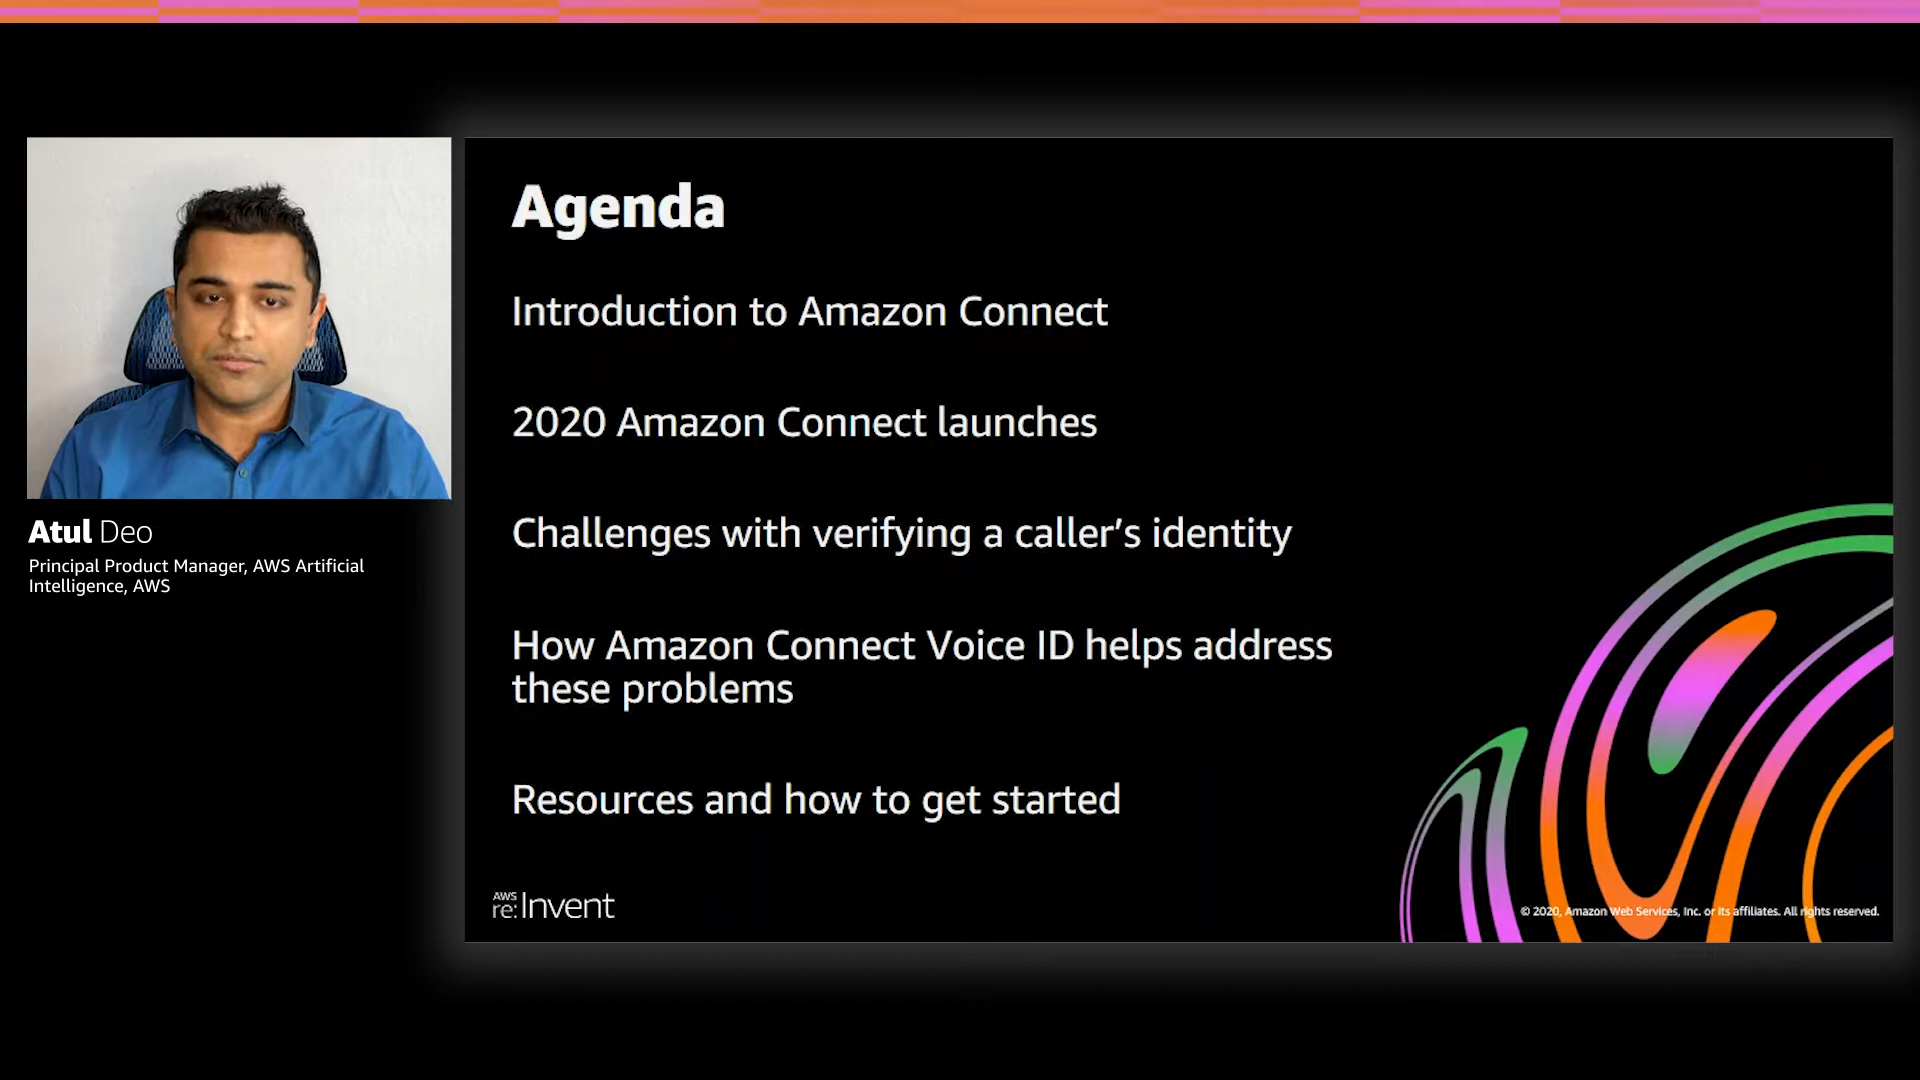 Agenda
Introduction to Amazon Connect
2020 Amazon Connect launches
Challenges with verifying a caller's identity
How Amazon Connect Voice ID helps address
these problems
Resources and how to get started
Atul Deo
Principal Product Manager, AWS Artificial
Intelligence, AWS
AWS
re:Invent
© 2020, Amazon Web Services, Inc. or its affiliates. All rights reserved.